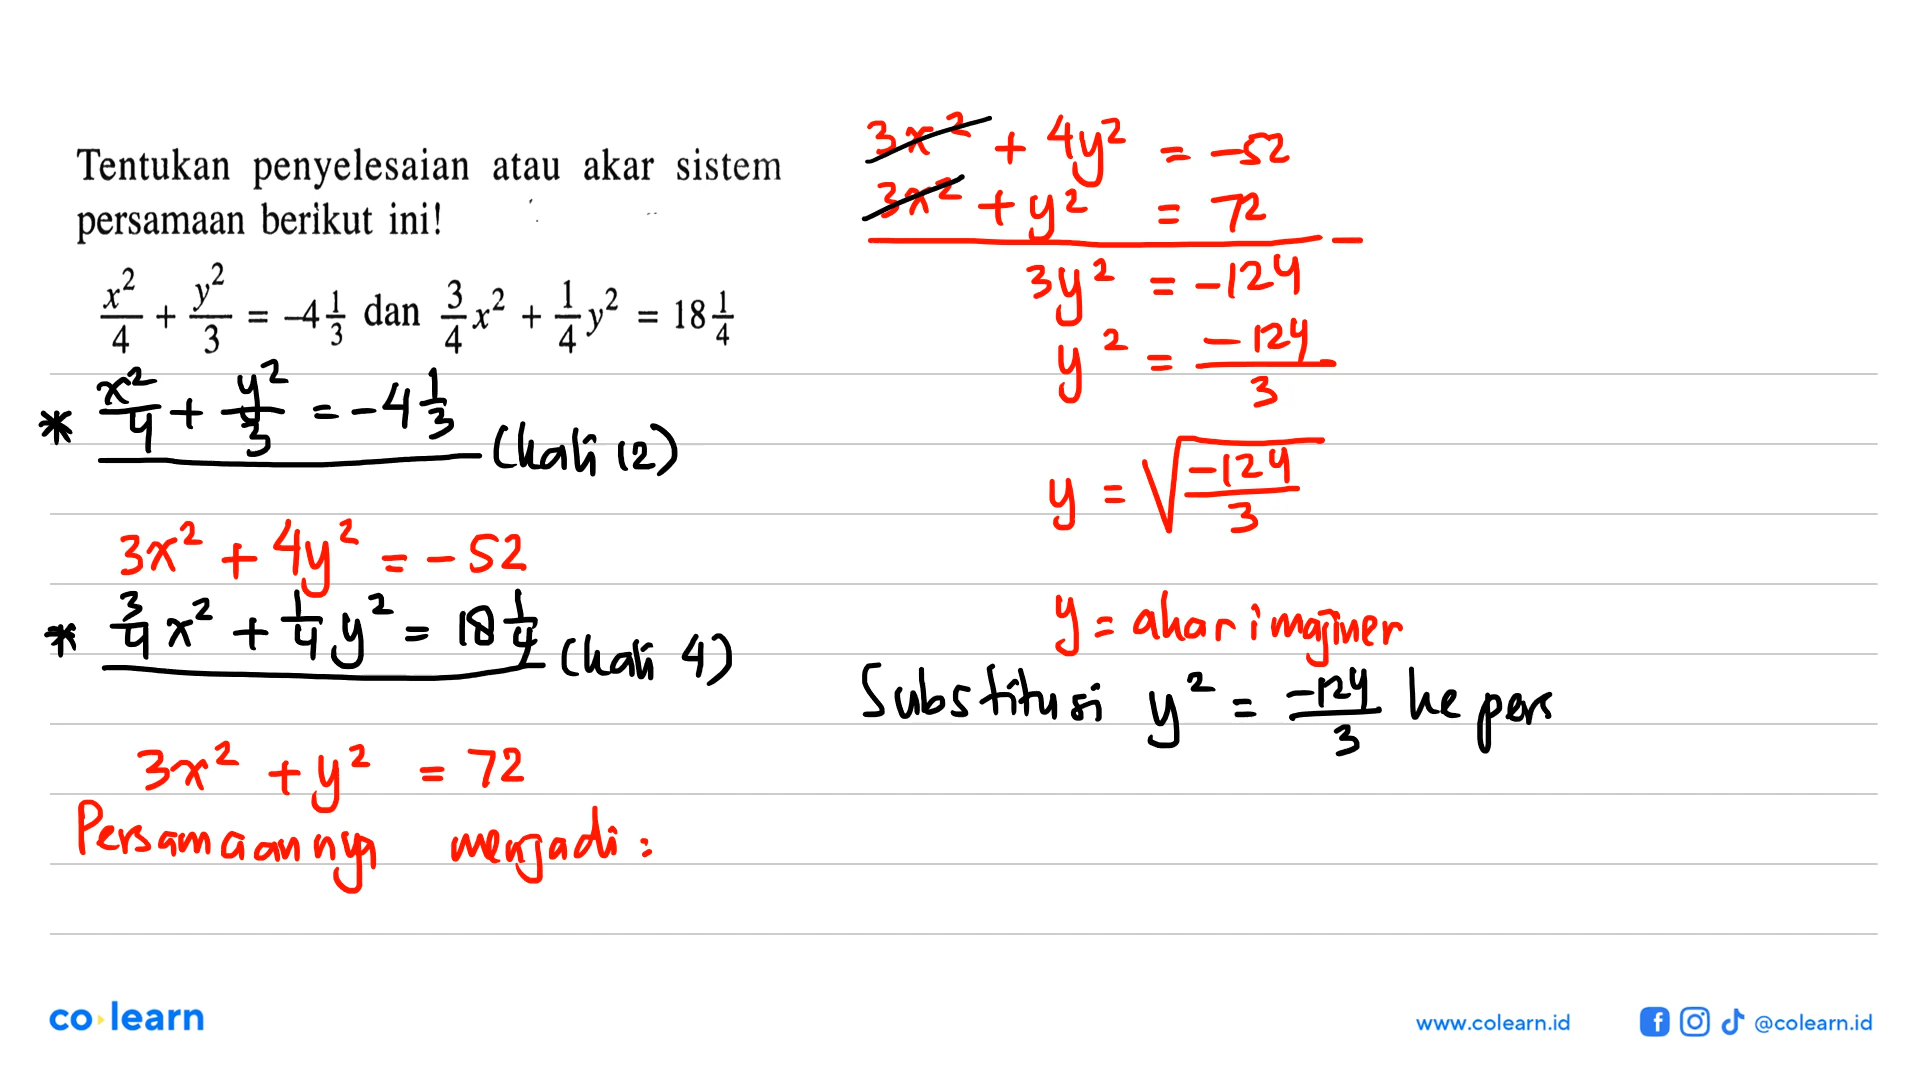 Tentukan penyelesaian atau akar sistem
persamaan berikut ini!
x²/4 + y²/3 = -4 1/3 dan 3/4 x² + 1/4 y² = 18 1/4
* x²/4 + y²/3 = -4 1/3 (kali 12)
3x² + 4y² = -52
* 3/4 x² + 1/4 y² = 18 1/4 (kali 4)
3x² + y² = 72
Persamaannya menjadi :
3x² + 4y² = -52
3x² + y² = 72 -
3y² = -124
y² = -124/3
y = √(-124/3)
y = akar imajiner
Substitusi y² = -124/3 ke pers
co learn
www.colearn.id
@colearn.id